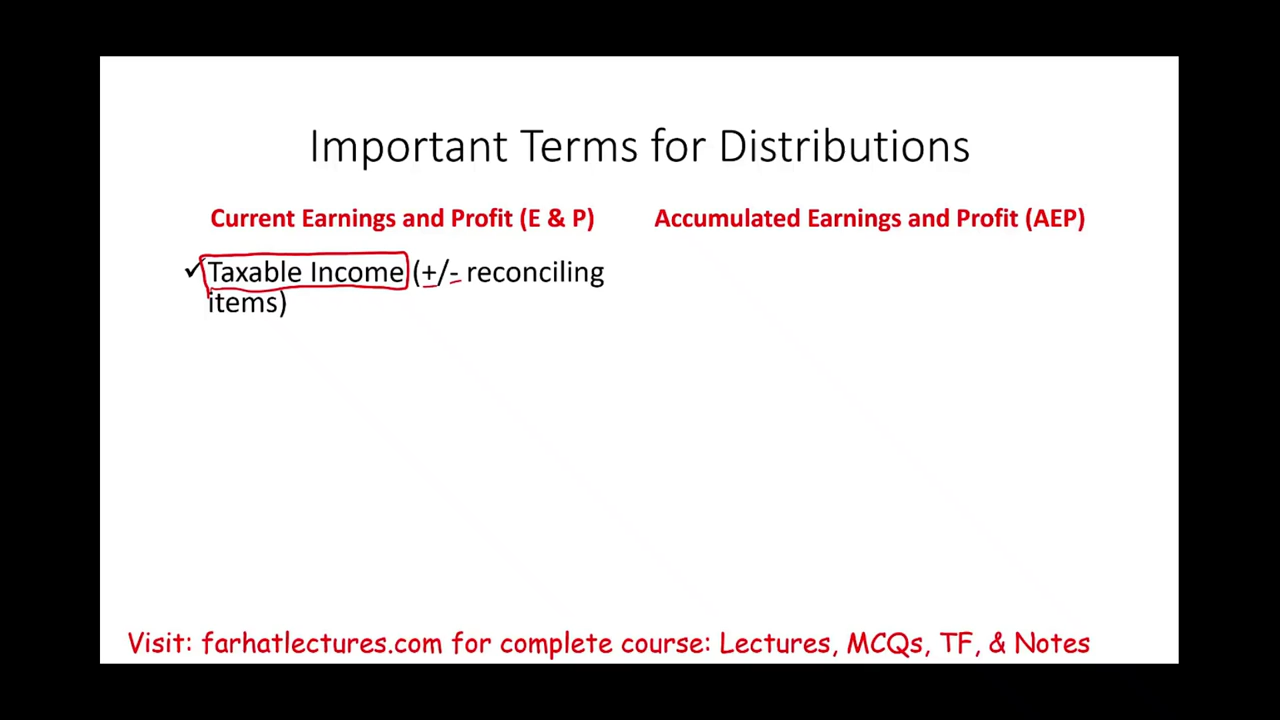 Important Terms for Distributions
Current Earnings and Profit (E & P)
✓Taxable Income (+/- reconciling
items)
Accumulated Earnings and Profit (AEP)
Visit: farhatlectures.com for complete course: Lectures, MCQs, TF, & Notes